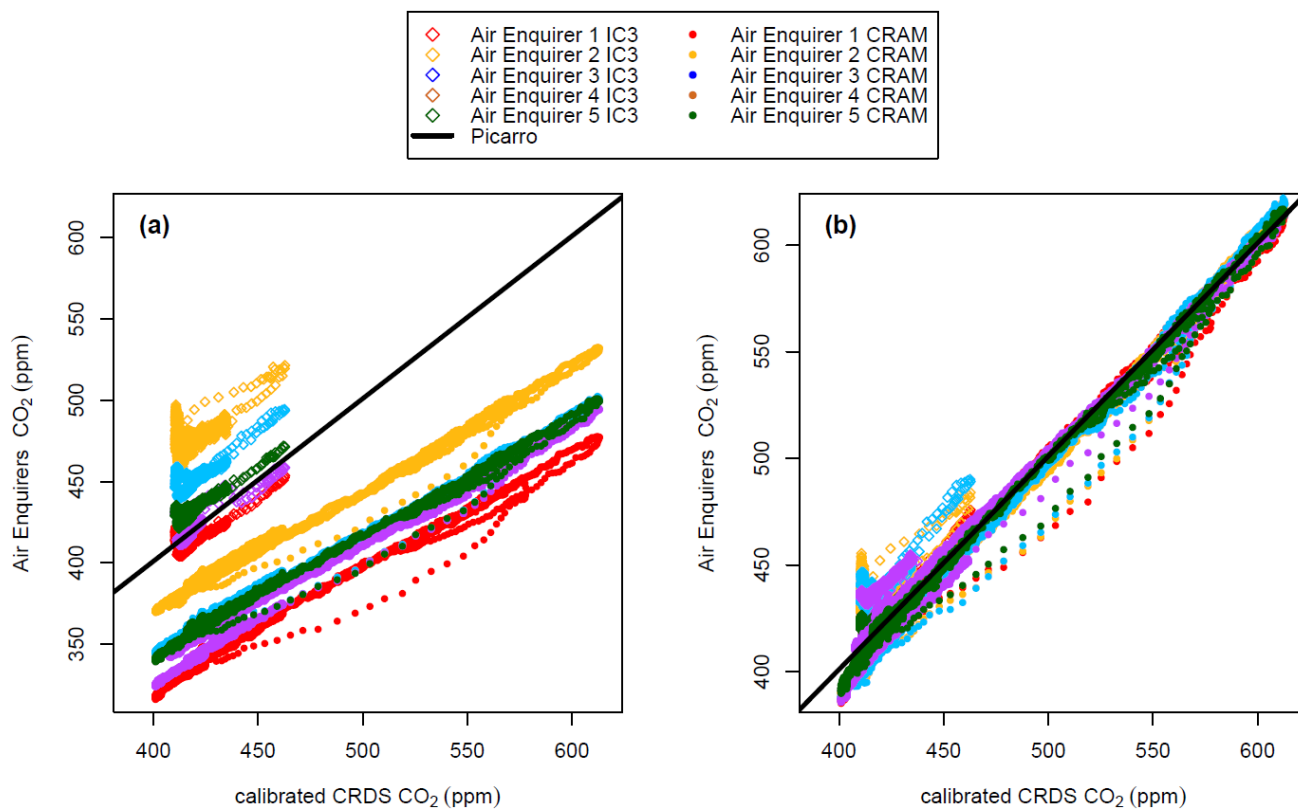 Air Enquirer 1 IC3 Air Enquirer 1 CRAM
Air Enquirer 2 IC3 Air Enquirer 2 CRAM
Air Enquirer 3 IC3 Air Enquirer 3 CRAM
Air Enquirer 4 IC3 Air Enquirer 4 CRAM
Air Enquirer 5 IC3 Air Enquirer 5 CRAM
Picarro
(a)
Air Enquirers CO2 (ppm)
600
550
500
450
400
350
400 450 500 550 600
calibrated CRDS CO2 (ppm)
(b)
Air Enquirers CO2 (ppm)
600
550
500
450
400
400 450 500 550 600
calibrated CRDS CO2 (ppm)